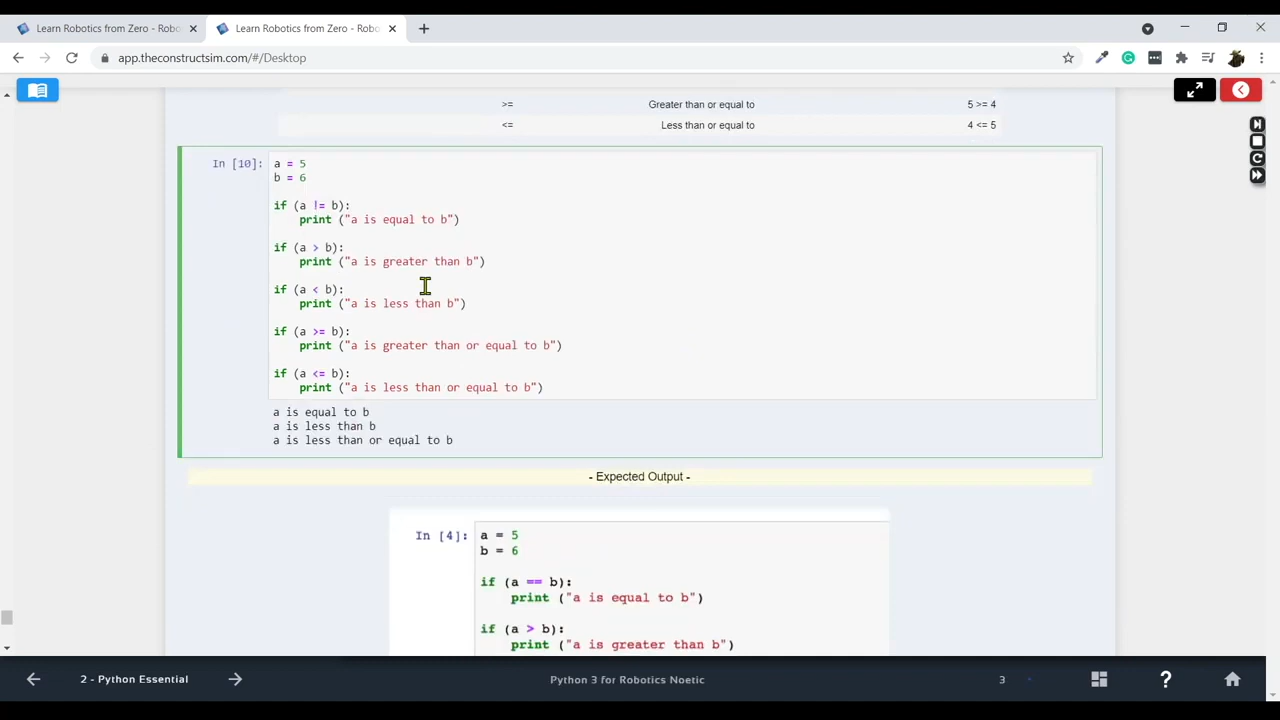 Learn Robotics from Zero - Robo
Learn Robotics from Zero - Robo
app.theconstructsim.com/#/Desktop
>= Greater than or equal to 5 >= 4
<= Less than or equal to 4 <= 5
In [10]: a = 5
b = 6
if (a != b):
print ("a is equal to b")
if (a > b):
print ("a is greater than b")
if (a < b):
print ("a is less than b")
if (a >= b):
print ("a is greater than or equal to b")
if (a <= b):
print ("a is less than or equal to b")
a is equal to b
a is less than b
a is less than or equal to b
- Expected Output -
In [4]: a = 5
b = 6
if (a == b):
print ("a is equal to b")
if (a > b):
print ("a is greater than b")
2 - Python Essential
Python 3 for Robotics Noetic
3
?